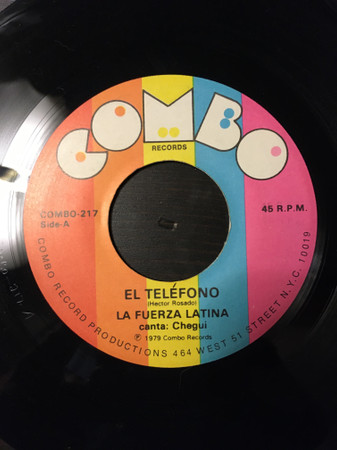 COMBO
RECORDS
COMBO-217
Side-A
45 R.P.M.
EL TELÉFONO
(Hector Rosado)
LA FUERZA LATINA
canta: Chegui
℗ 1979 Combo Records
COMBO RECORD PRODUCTIONS 464 WEST 51 STREET N.Y.C. 10019